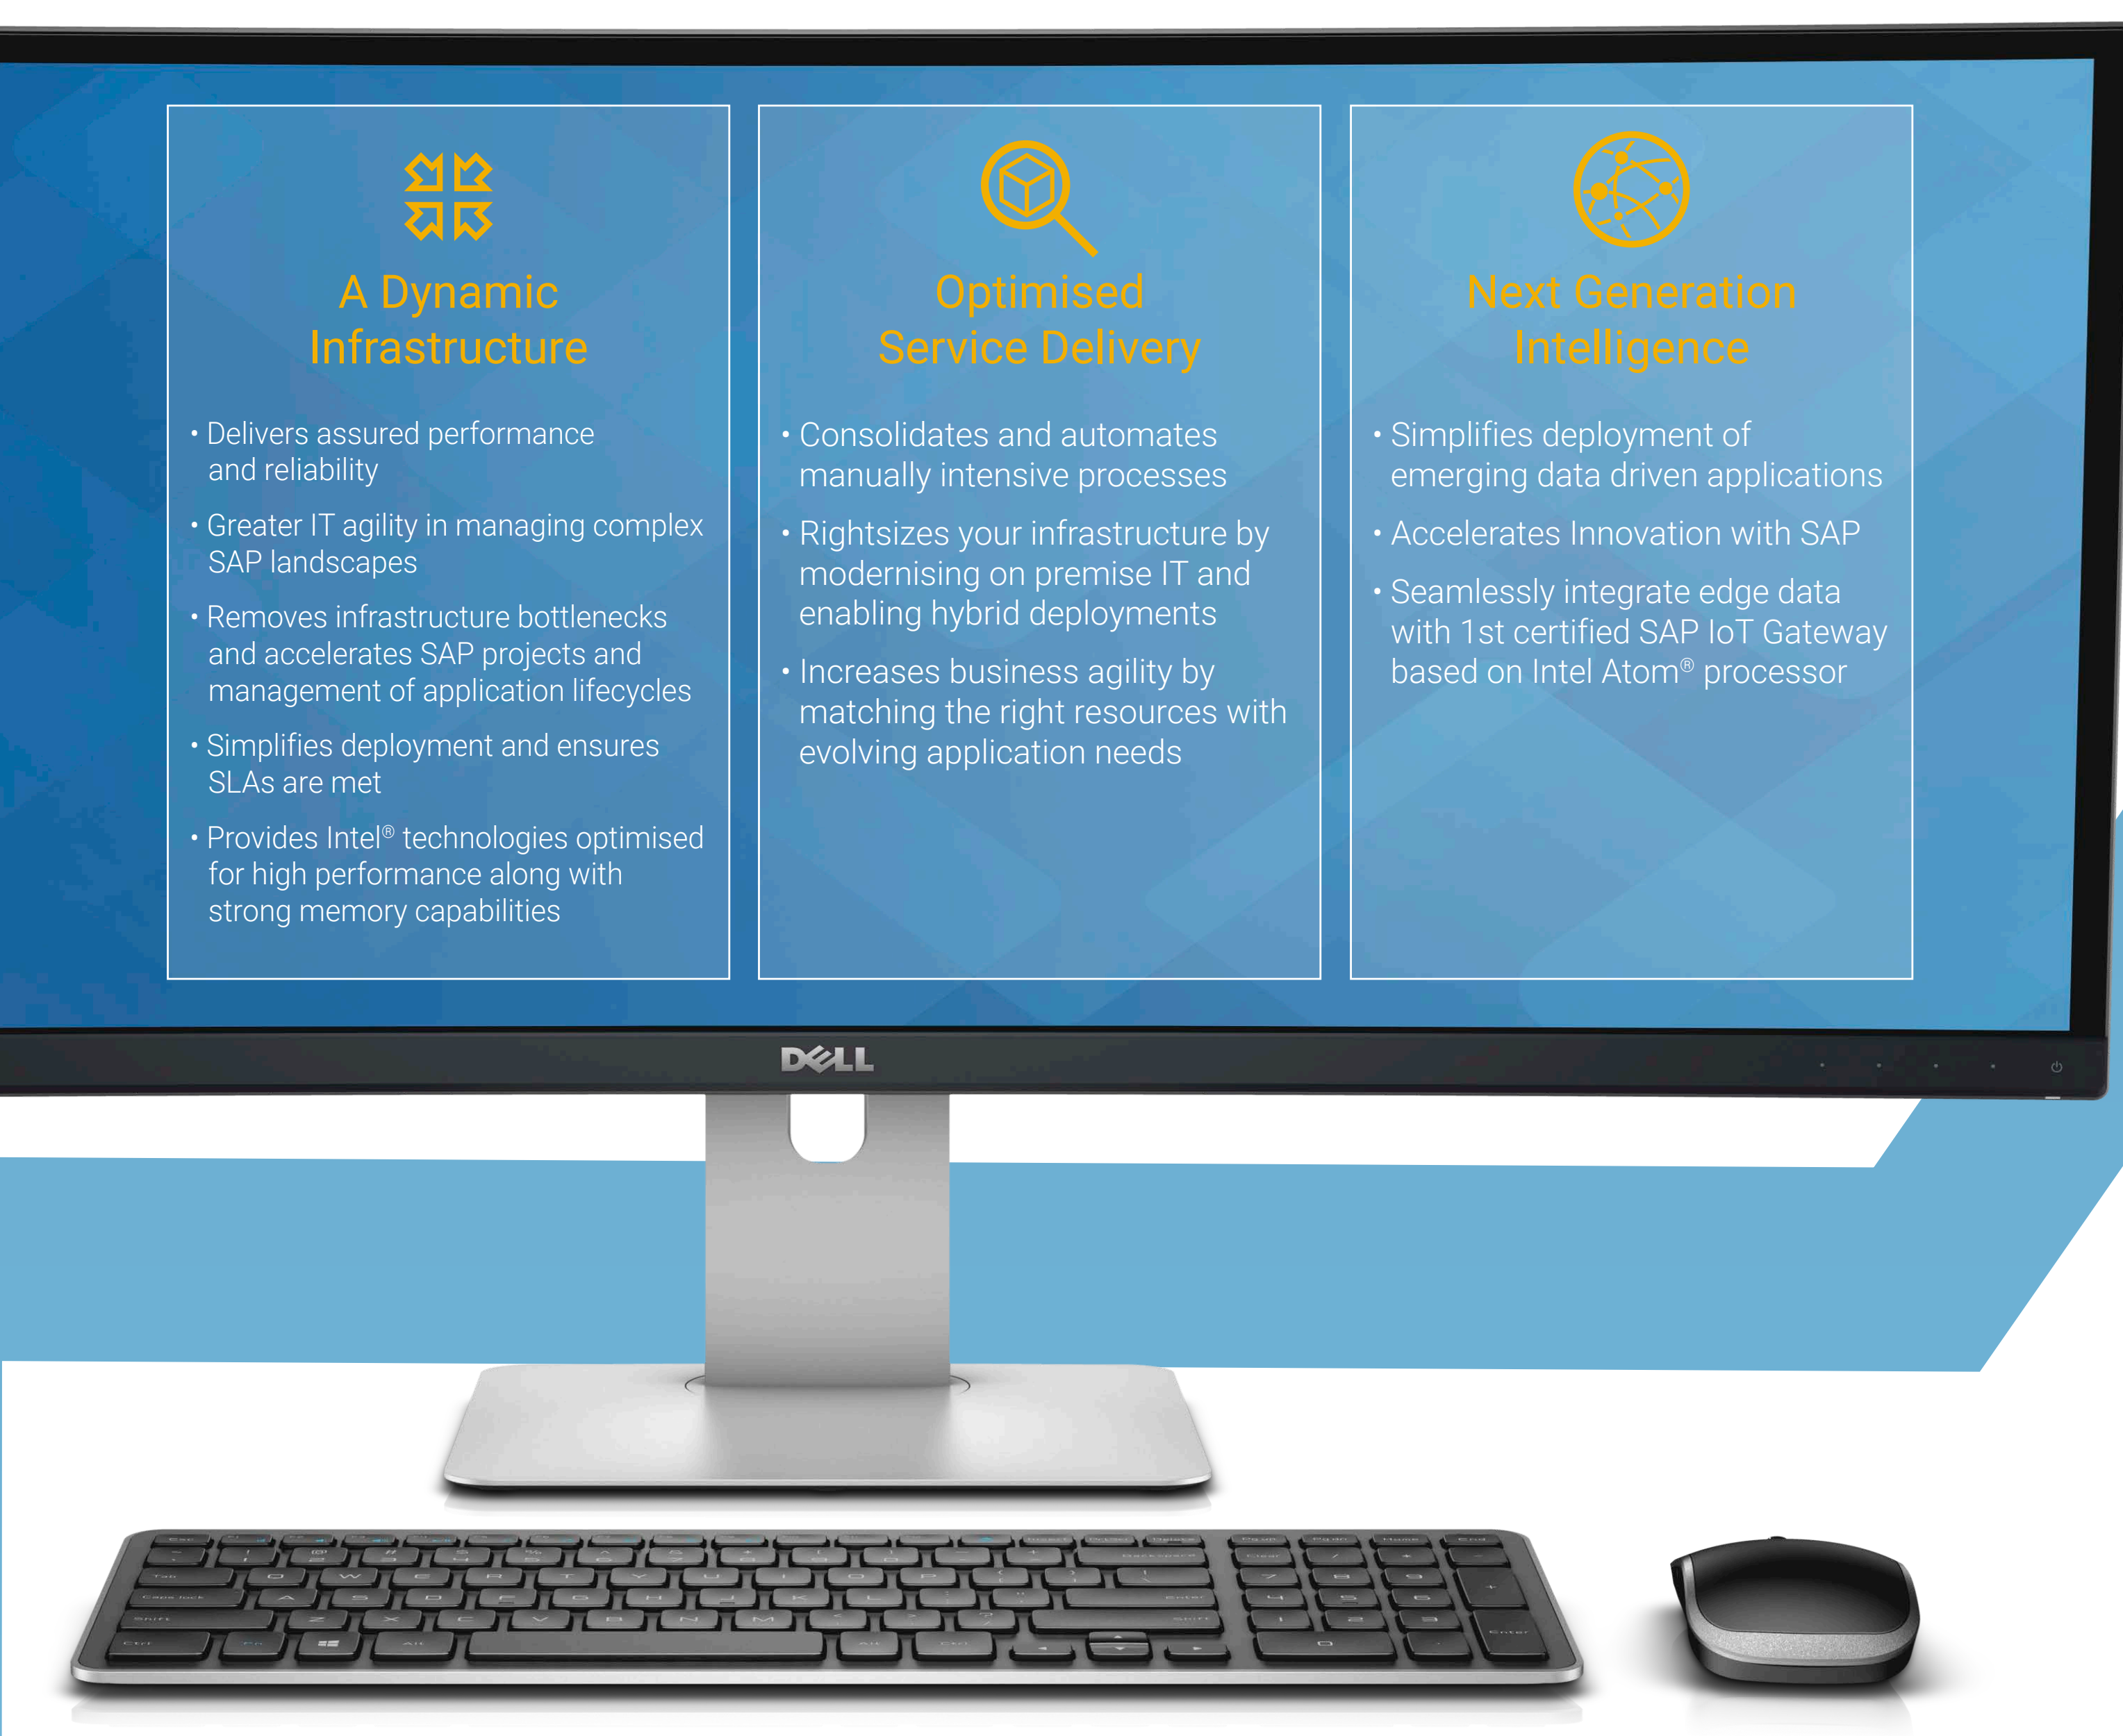 A Dynamic
Infrastructure
• Delivers assured performance
and reliability
• Greater IT agility in managing complex
SAP landscapes
• Removes infrastructure bottlenecks
and accelerates SAP projects and
management of application lifecycles
• Simplifies deployment and ensures
SLAs are met
• Provides Intel® technologies optimised
for high performance along with
strong memory capabilities
Optimised
Service Delivery
• Consolidates and automates
manually intensive processes
• Rightsizes your infrastructure by
modernising on premise IT and
enabling hybrid deployments
• Increases business agility by
matching the right resources with
evolving application needs
Next Generation
Intelligence
• Simplifies deployment of
emerging data driven applications
• Accelerates Innovation with SAP
• Seamlessly integrate edge data
with 1st certified SAP IoT Gateway
based on Intel Atom® processor
DELL